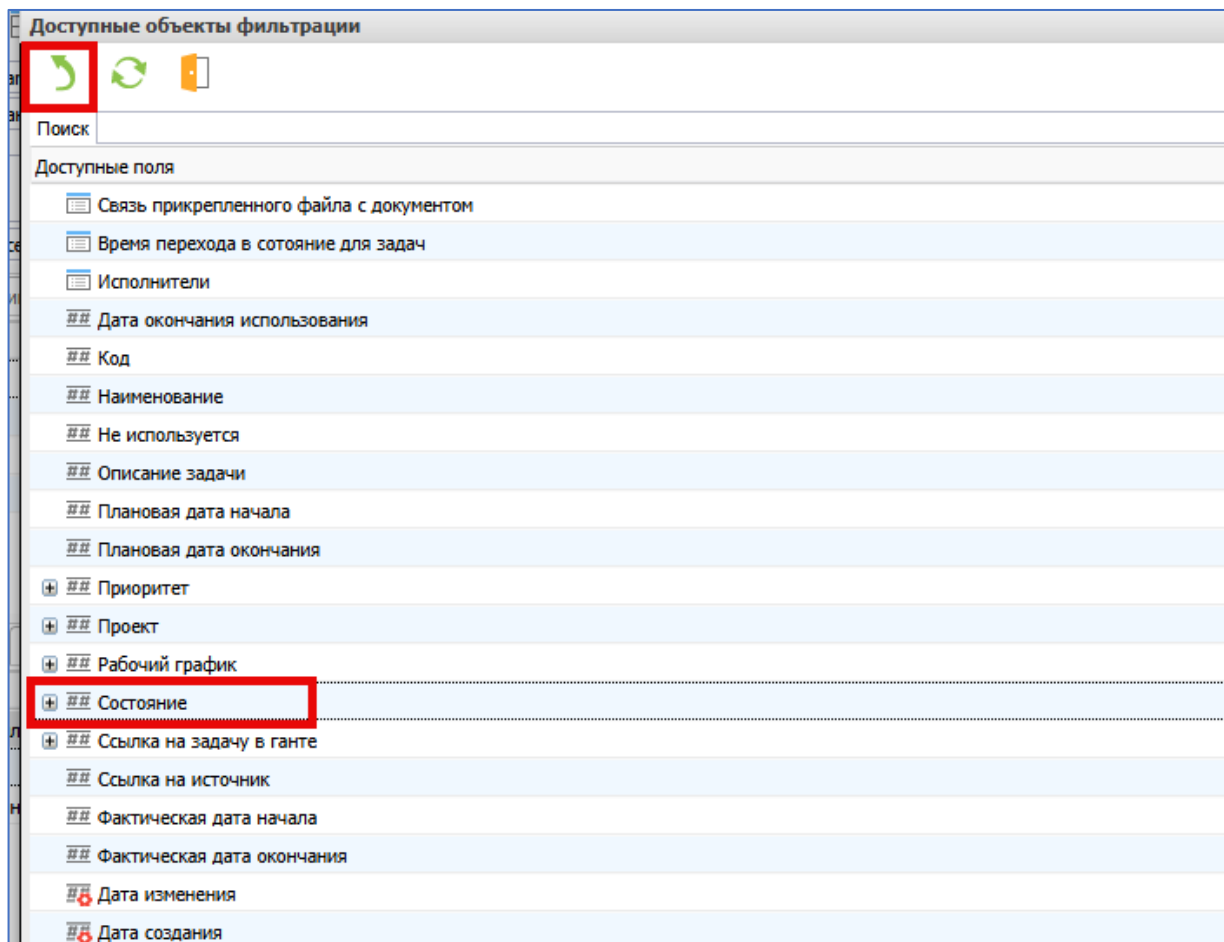 Доступные объекты фильтрации
Поиск
Доступные поля
Связь прикрепленного файла с документом
Время перехода в сотояние для задач
Исполнители
## Дата окончания использования
## Код
## Наименование
## Не используется
## Описание задачи
## Плановая дата начала
## Плановая дата окончания
## Приоритет
## Проект
## Рабочий график
## Состояние
## Ссылка на задачу в ганте
## Ссылка на источник
## Фактическая дата начала
## Фактическая дата окончания
## Дата изменения
## Дата создания